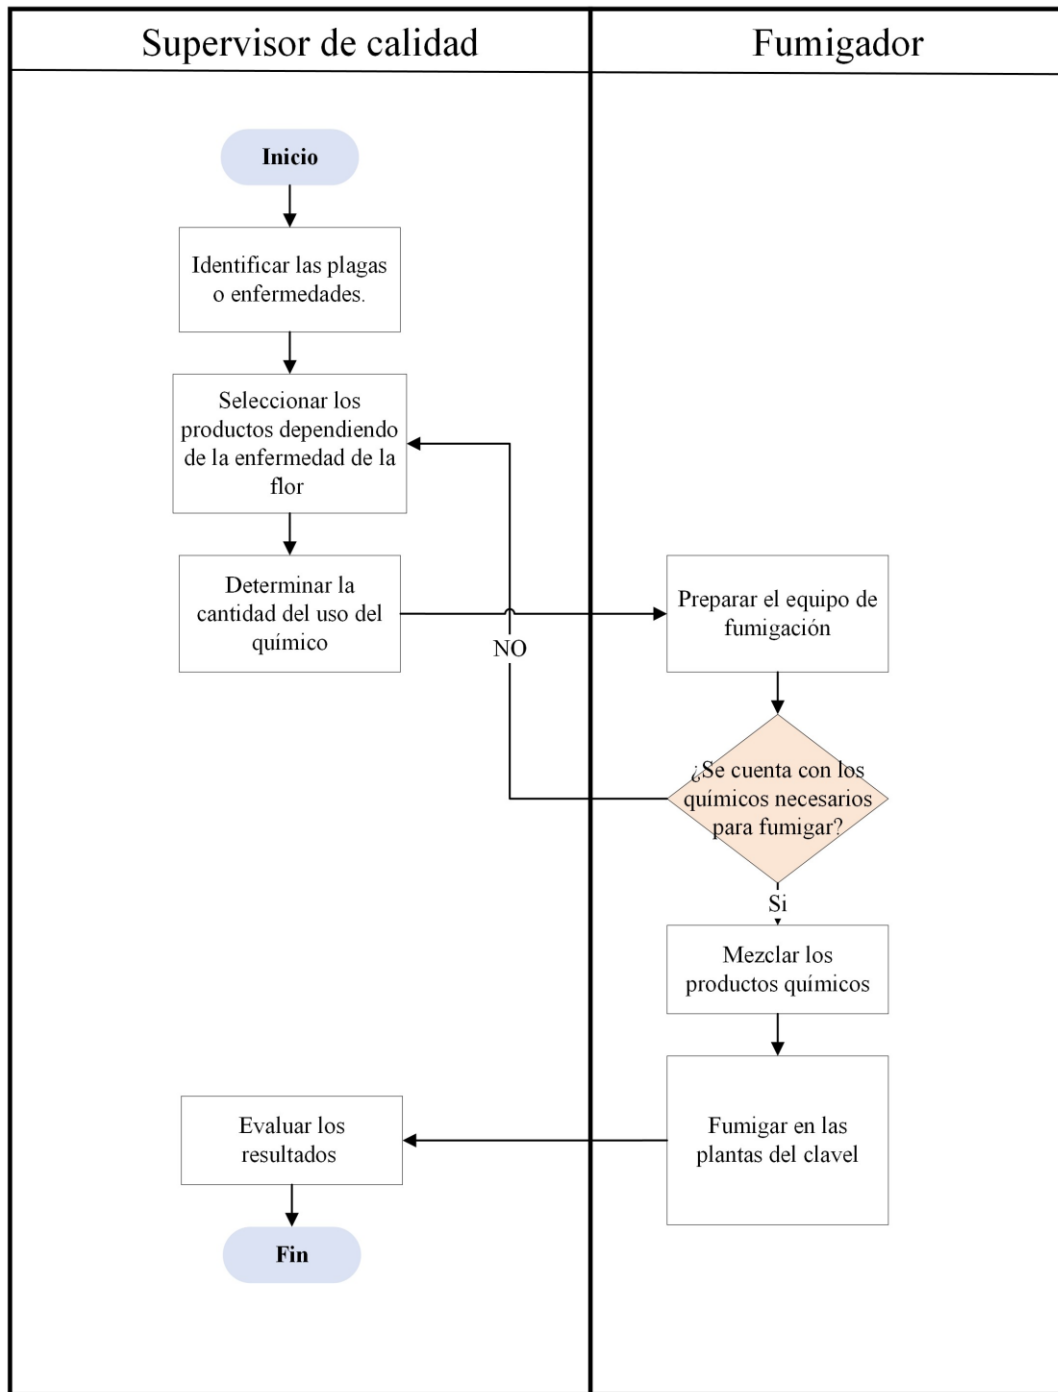 Supervisor de calidad
Fumigador
Inicio
Identificar las plagas
o enfermedades.
Seleccionar los
productos dependiendo
de la enfermedad de la
flor
Determinar la
cantidad del uso del
químico
Preparar el equipo de
fumigación
NO
¿Se cuenta con los
químicos necesarios
para fumigar?
Si
Mezclar los
productos químicos
Fumigar en las
plantas del clavel
Evaluar los
resultados
Fin